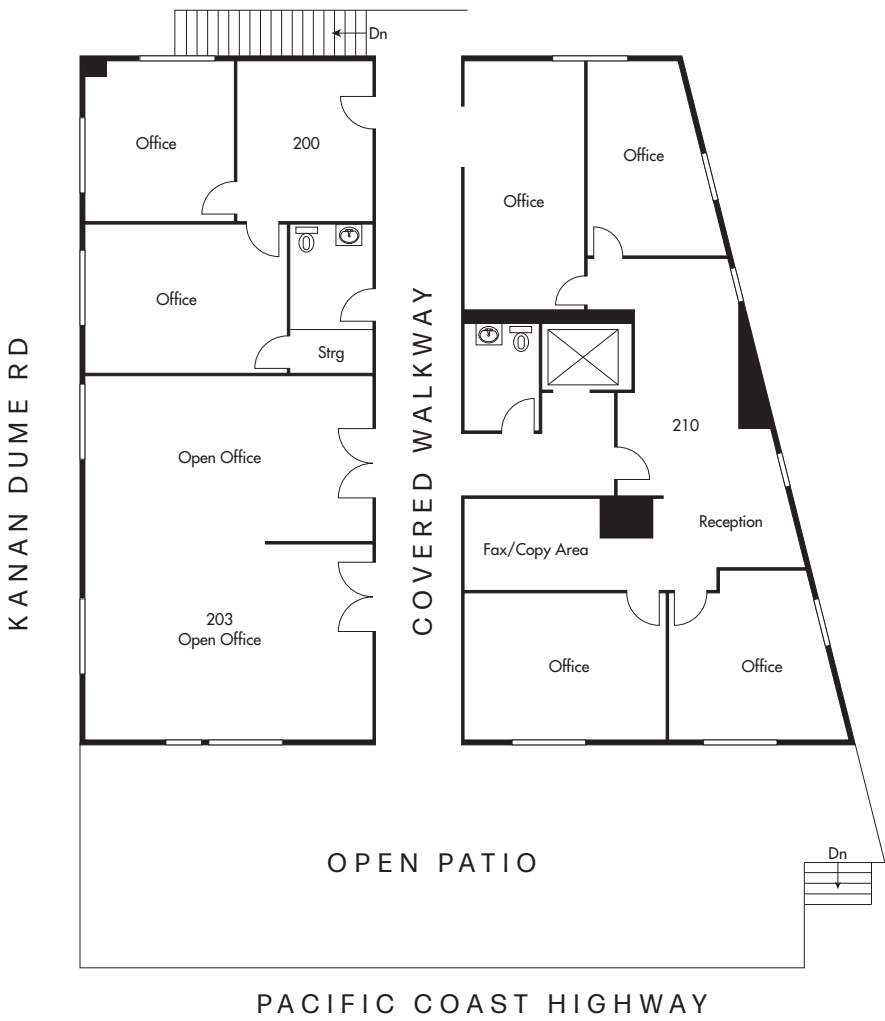 Dn
Office
200
Office
Office
Office
Strg
KANAN DUME RD
COVERED WALKWAY
Open Office
210
Reception
Fax/Copy Area
203
Open Office
Office
Office
OPEN PATIO
Dn
PACIFIC COAST HIGHWAY